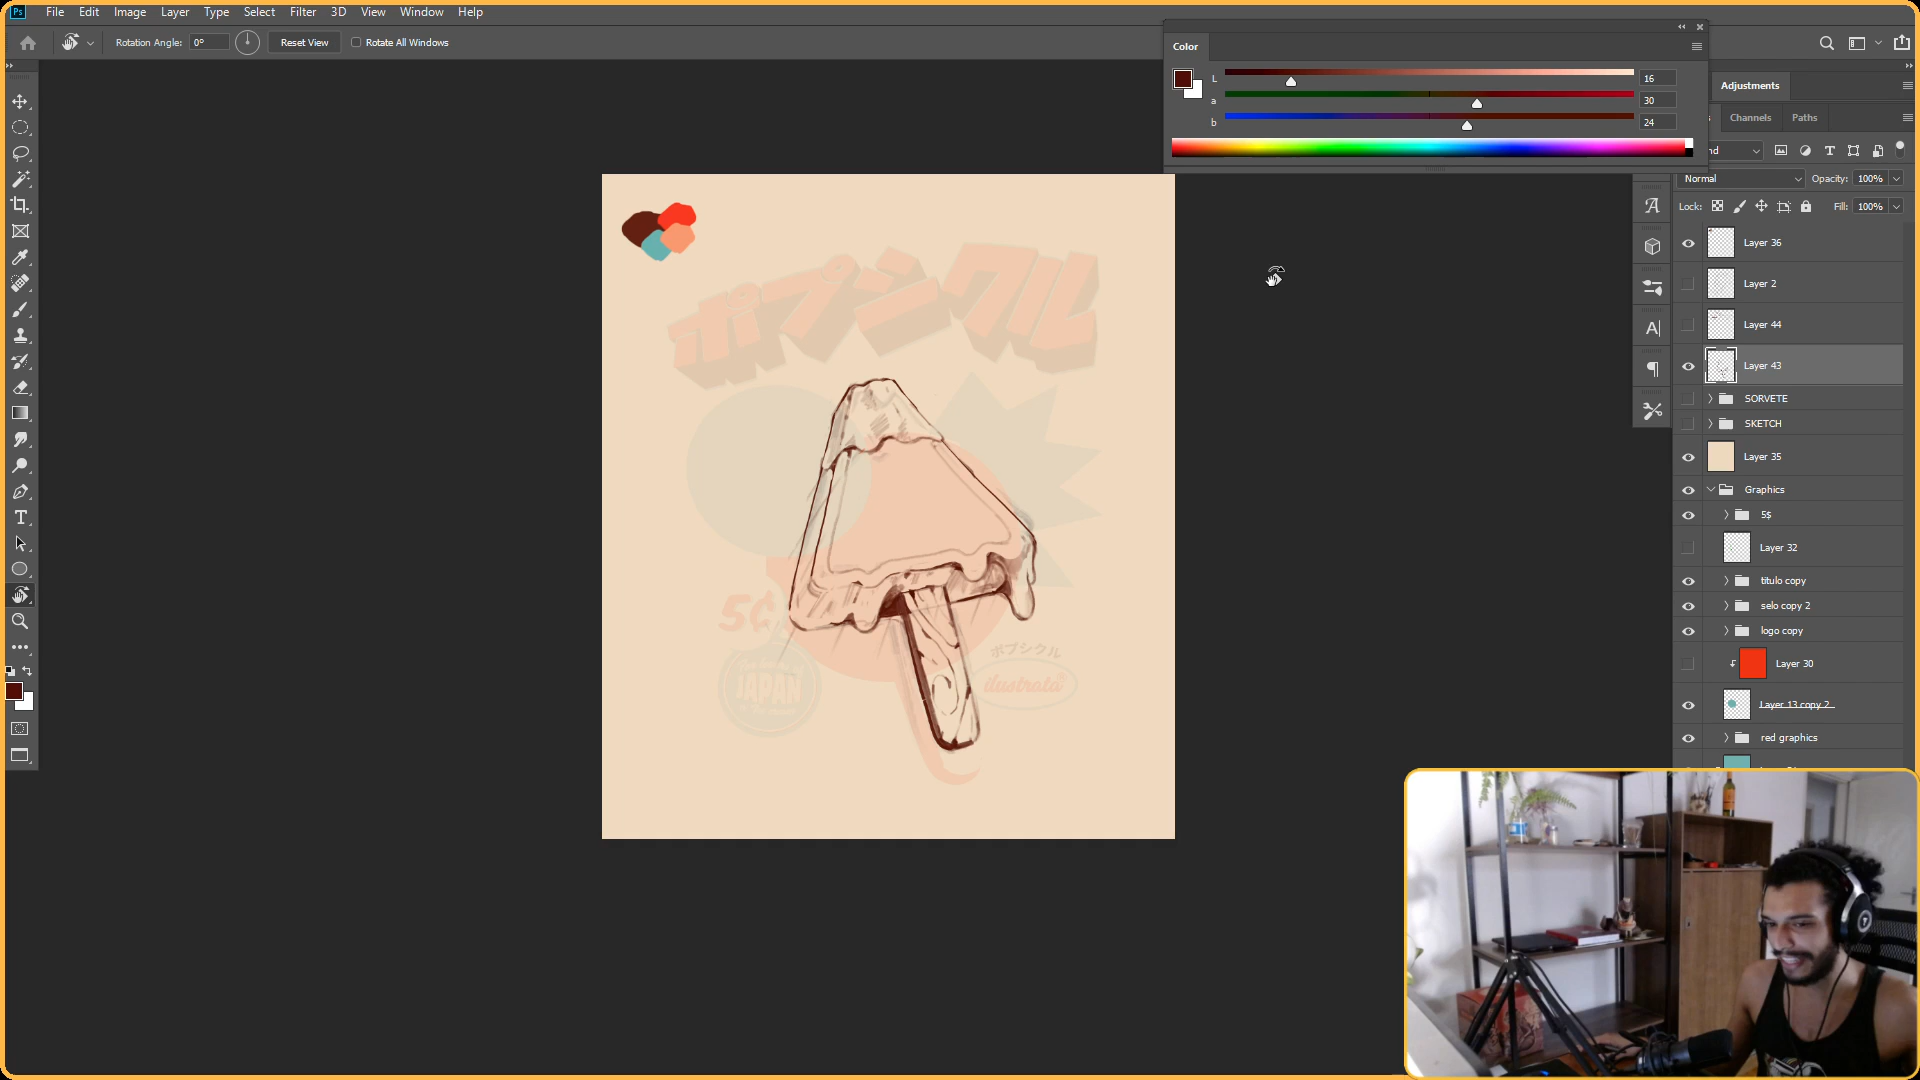 Ps File Edit Image Layer Type Select Filter 3D View Window Help
Rotation Angle: 0° Reset View Rotate All Windows
Color
L 16
a 30
b 24
Adjustments
Channels Paths
nd
Normal Opacity: 100%
Lock: Fill: 100%
Layer 36
Layer 2
Layer 44
Layer 43
SORVETE
SKETCH
Layer 35
Graphics
5$
Layer 32
titulo copy
selo copy 2
logo copy
Layer 30
Layer 13 copy 2
red graphics
ポプシクル
5¢
JAPAN
ポプシクル
ilustrata